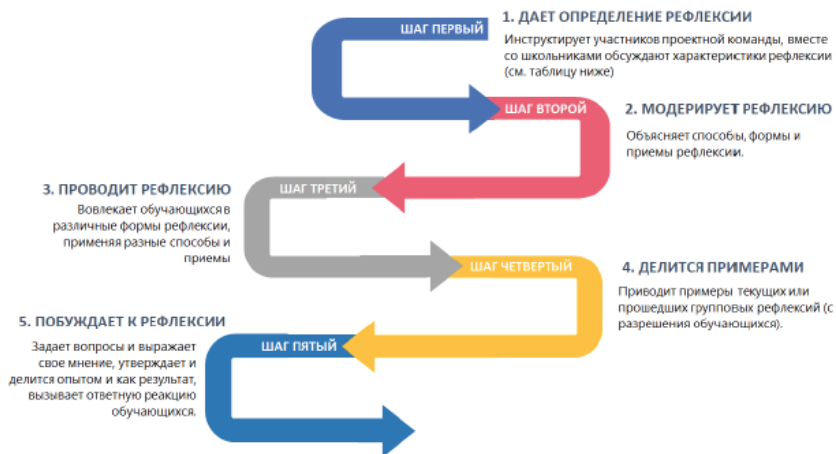 ШАГ ПЕРВЫЙ
1. ДАЕТ ОПРЕДЕЛЕНИЕ РЕФЛЕКСИИ
Инструктирует участников проектной команды, вместе
со школьниками обсуждают характеристики рефлексии
(см. таблицу ниже)
ШАГ ВТОРОЙ
2. МОДЕРИРУЕТ РЕФЛЕКСИЮ
Объясняет способы, формы и
приемы рефлексии.
3. ПРОВОДИТ РЕФЛЕКСИЮ
Вовлекает обучающихся в
различные формы рефлексии,
применяя разные способы и
приемы
ШАГ ТРЕТИЙ
ШАГ ЧЕТВЕРТЫЙ
4. ДЕЛИТСЯ ПРИМЕРАМИ
Приводит примеры текущих или
прошедших групповых рефлексий (с
разрешения обучающихся).
5. ПОБУЖДАЕТ К РЕФЛЕКСИИ
Задает вопросы и выражает
свое мнение, утверждает и
делится опытом и как результат,
вызывает ответную реакцию
обучающихся.
ШАГ ПЯТЫЙ